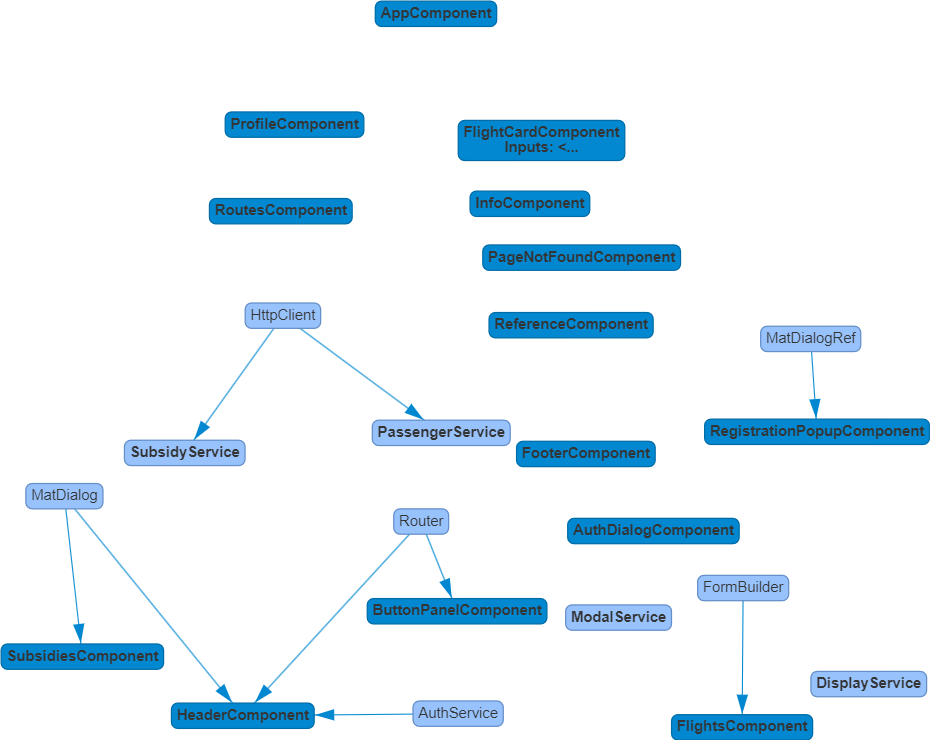 AppComponent
ProfileComponent
FlightCardComponent
Inputs: <...
RoutesComponent
InfoComponent
PageNotFoundComponent
HttpClient
ReferenceComponent
MatDialogRef
SubsidyService
PassengerService
FooterComponent
RegistrationPopupComponent
MatDialog
Router
AuthDialogComponent
FormBuilder
ButtonPanelComponent
ModalService
SubsidiesComponent
DisplayService
HeaderComponent
AuthService
FlightsComponent